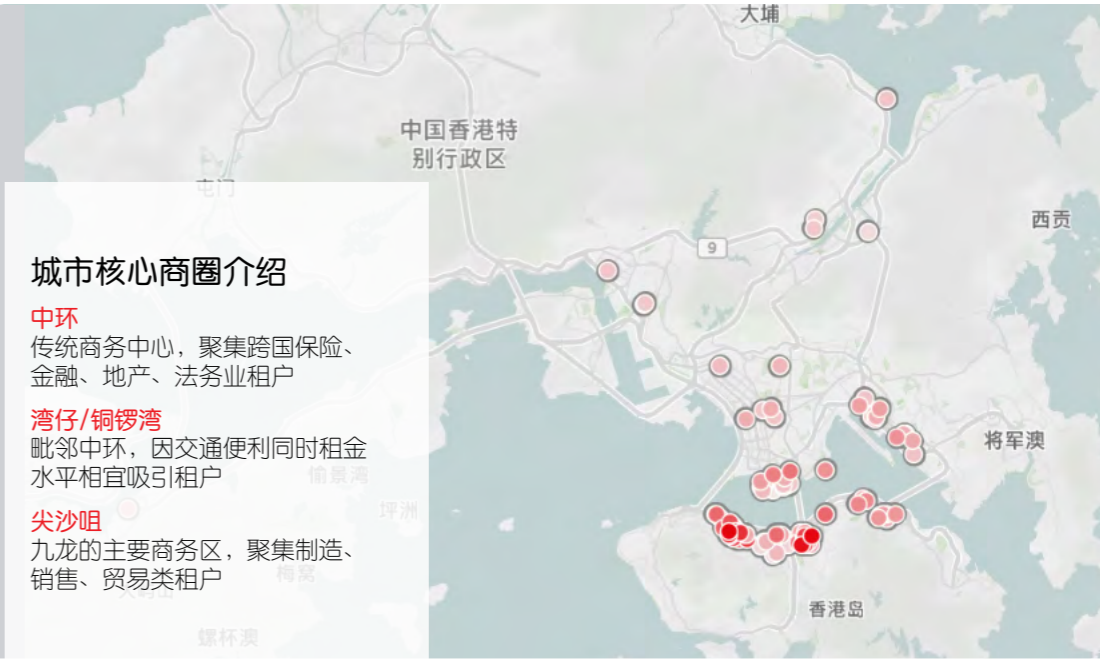 大埔
中国香港特
别行政区
屯门
西贡
9
城市核心商圈介绍
中环
传统商务中心，聚集跨国保险、
金融、地产、法务业租户
湾仔/铜锣湾
毗邻中环，因交通便利同时租金
水平相宜吸引租户
尖沙咀
九龙的主要商务区，聚集制造、
销售、贸易类租户
愉景湾
坪洲
梅窝
螺杯澳
将军澳
香港岛